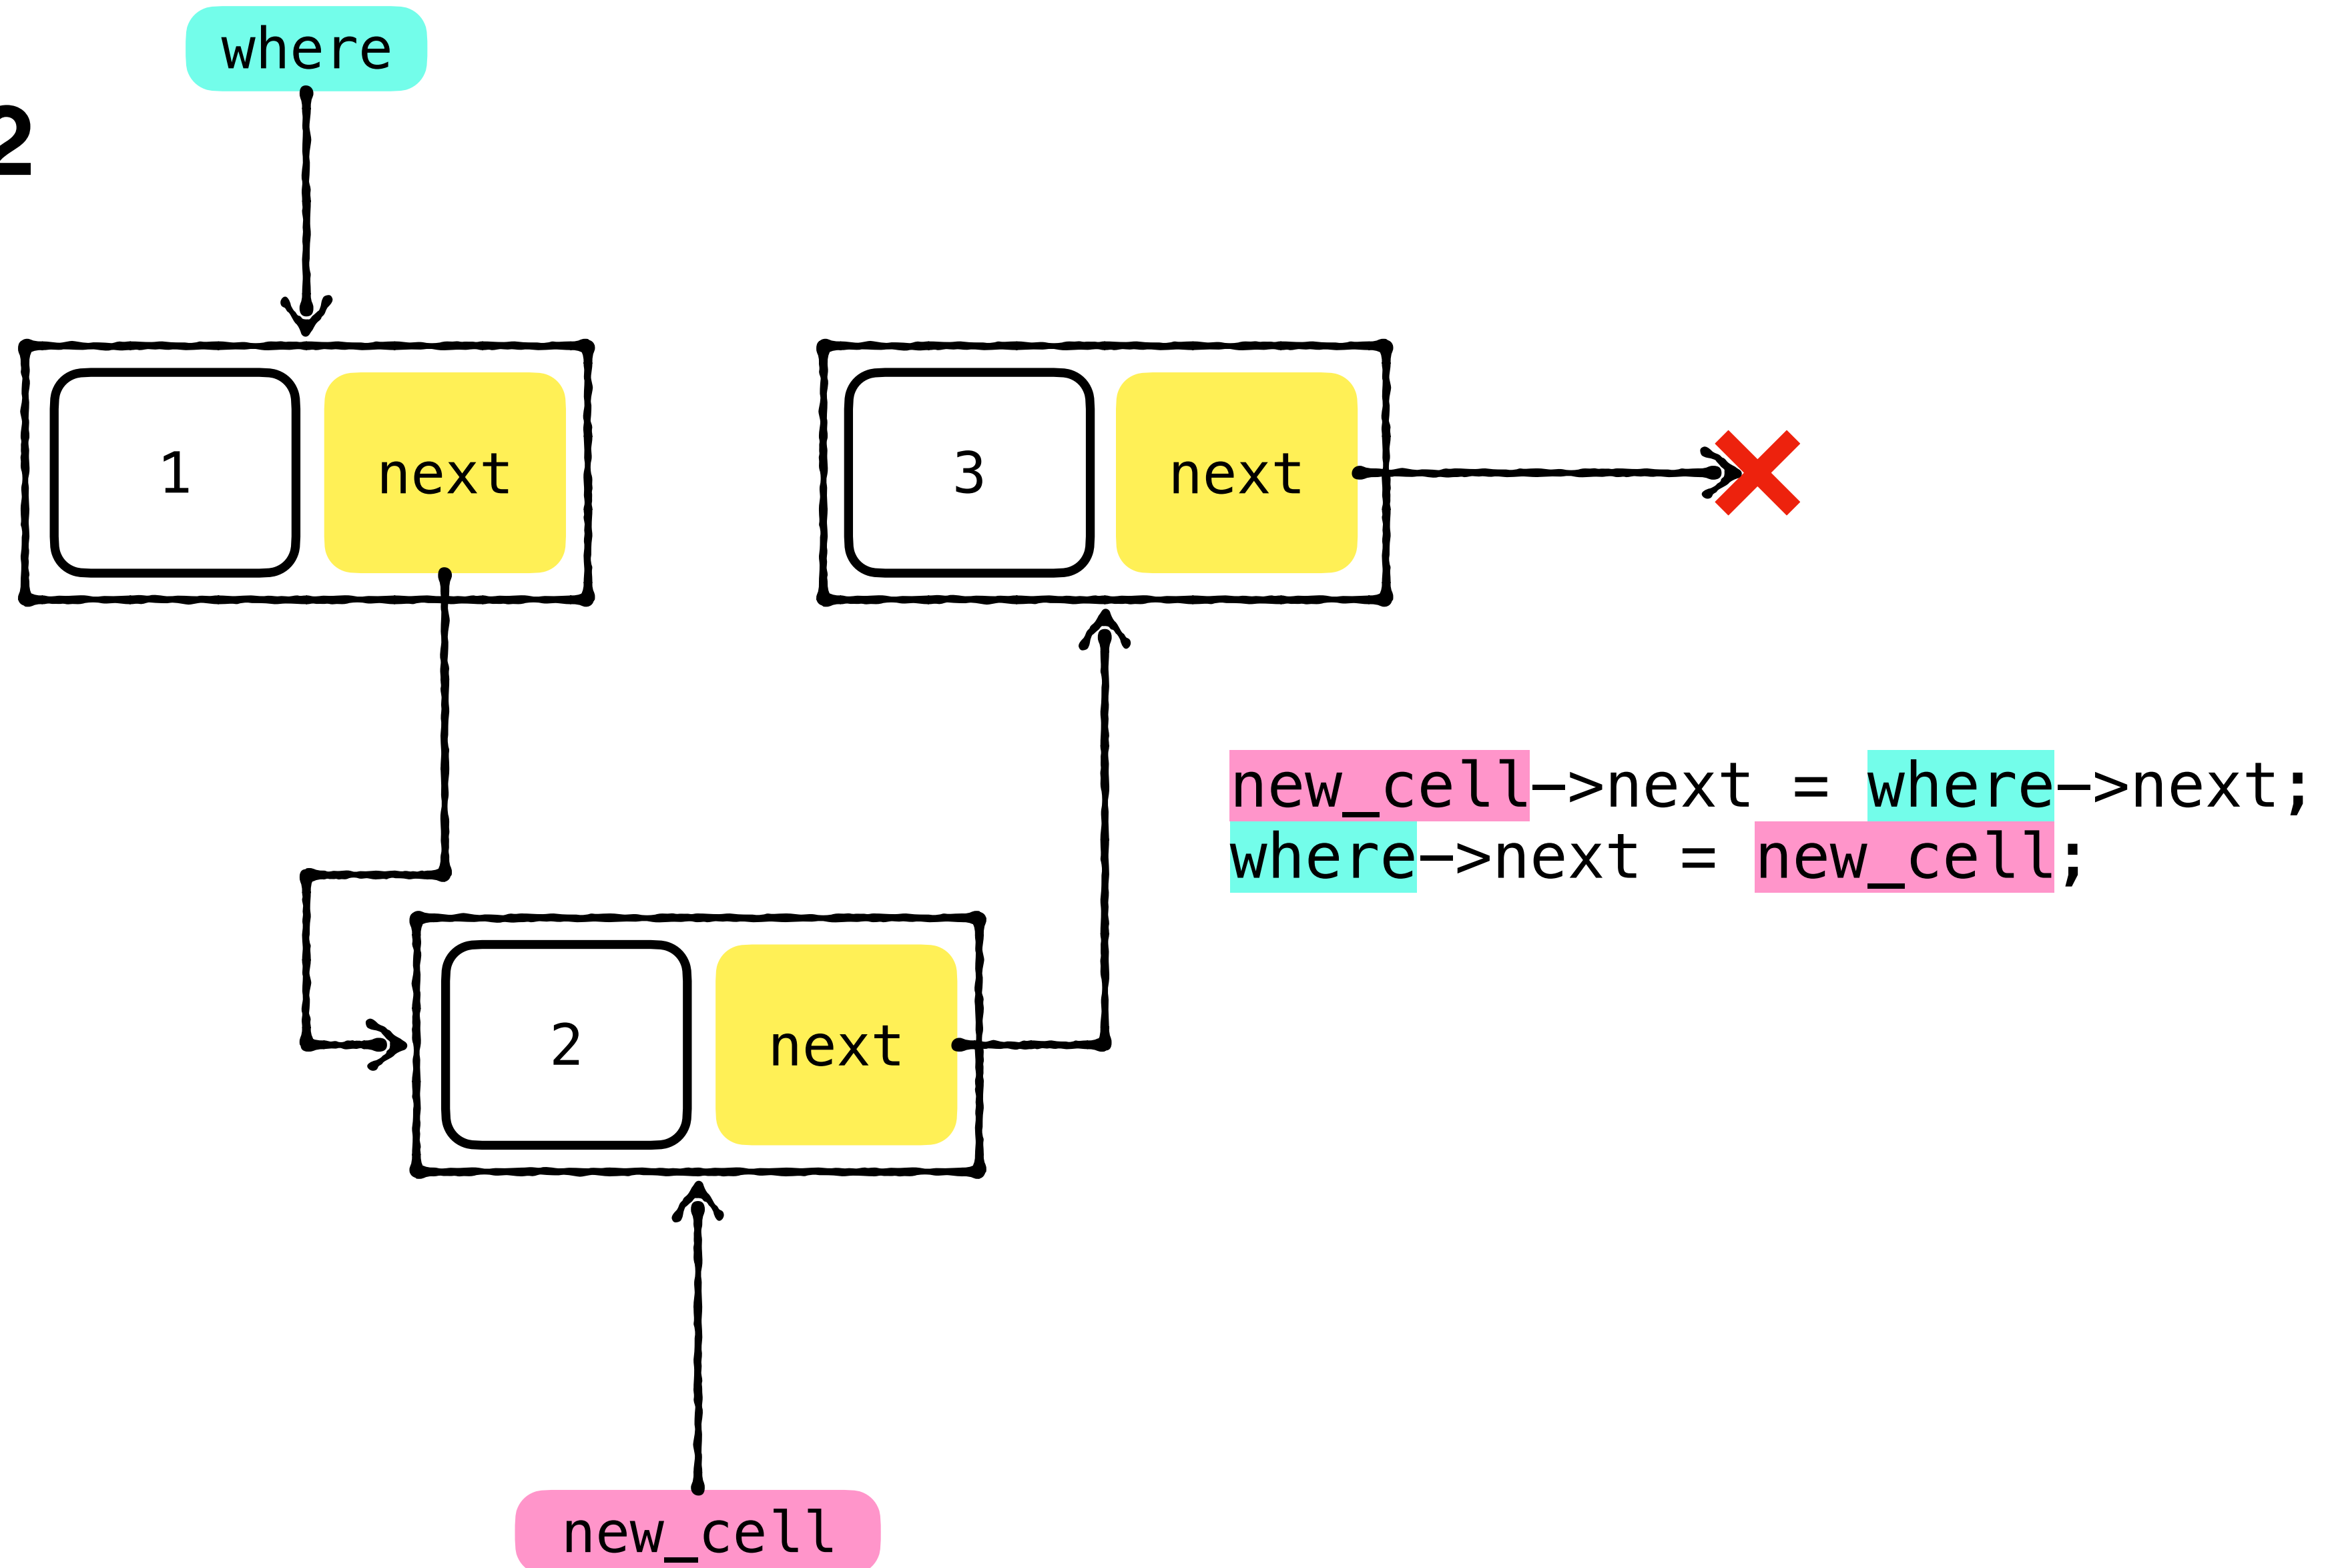 where
2
1 next
3 next
new_cell->next = where->next;
where->next = new_cell;
2 next
new_cell